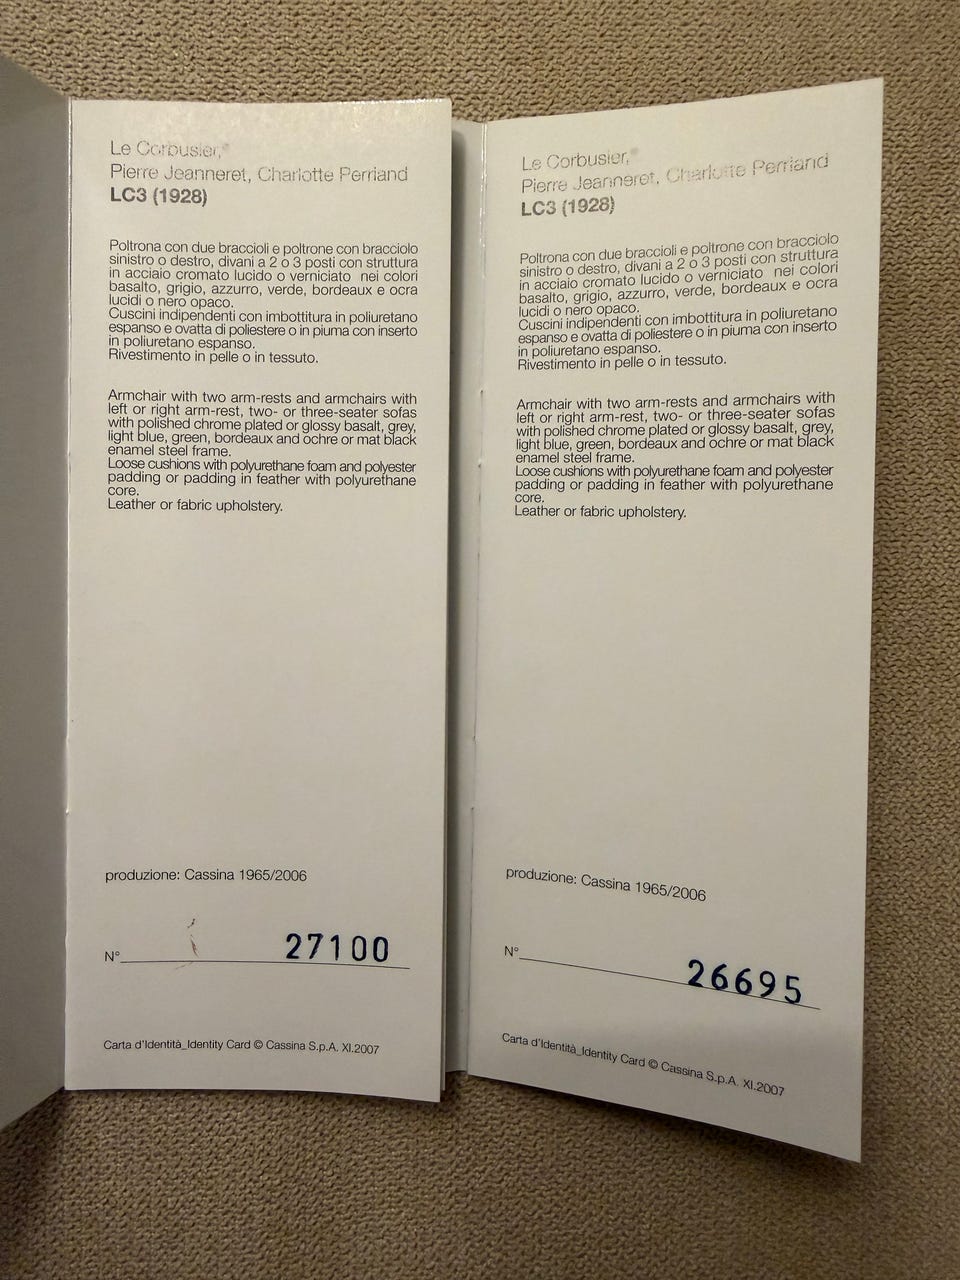 Le Corbusier,®
Pierre Jeanneret, Charlotte Perriand
LC3 (1928)
Poltrona con due braccioli e poltrone con bracciolo
sinistro o destro, divani a 2 o 3 posti con struttura
in acciaio cromato lucido o verniciato nei colori
basalto, grigio, azzurro, verde, bordeaux e ocra
lucidi o nero opaco.
Cuscini indipendenti con imbottitura in poliuretano
espanso e ovatta di poliestere o in piuma con inserto
in poliuretano espanso.
Rivestimento in pelle o in tessuto.
Armchair with two arm-rests and armchairs with
left or right arm-rest, two- or three-seater sofas
with polished chrome plated or glossy basalt, grey,
light blue, green, bordeaux and ochre or mat black
enamel steel frame.
Loose cushions with polyurethane foam and polyester
padding or padding in feather with polyurethane
core.
Leather or fabric upholstery.
produzione: Cassina 1965/2006
N° 27100
Carta d'Identità_Identity Card © Cassina S.p.A. XI.2007
Le Corbusier,®
Pierre Jeanneret, Charlotte Perriand
LC3 (1928)
Poltrona con due braccioli e poltrone con bracciolo
sinistro o destro, divani a 2 o 3 posti con struttura
in acciaio cromato lucido o verniciato nei colori
basalto, grigio, azzurro, verde, bordeaux e ocra
lucidi o nero opaco.
Cuscini indipendenti con imbottitura in poliuretano
espanso e ovatta di poliestere o in piuma con inserto
in poliuretano espanso.
Rivestimento in pelle o in tessuto.
Armchair with two arm-rests and armchairs with
left or right arm-rest, two- or three-seater sofas
with polished chrome plated or glossy basalt, grey,
light blue, green, bordeaux and ochre or mat black
enamel steel frame.
Loose cushions with polyurethane foam and polyester
padding or padding in feather with polyurethane
core.
Leather or fabric upholstery.
produzione: Cassina 1965/2006
N° 26695
Carta d'Identità_Identity Card © Cassina S.p.A. XI.2007